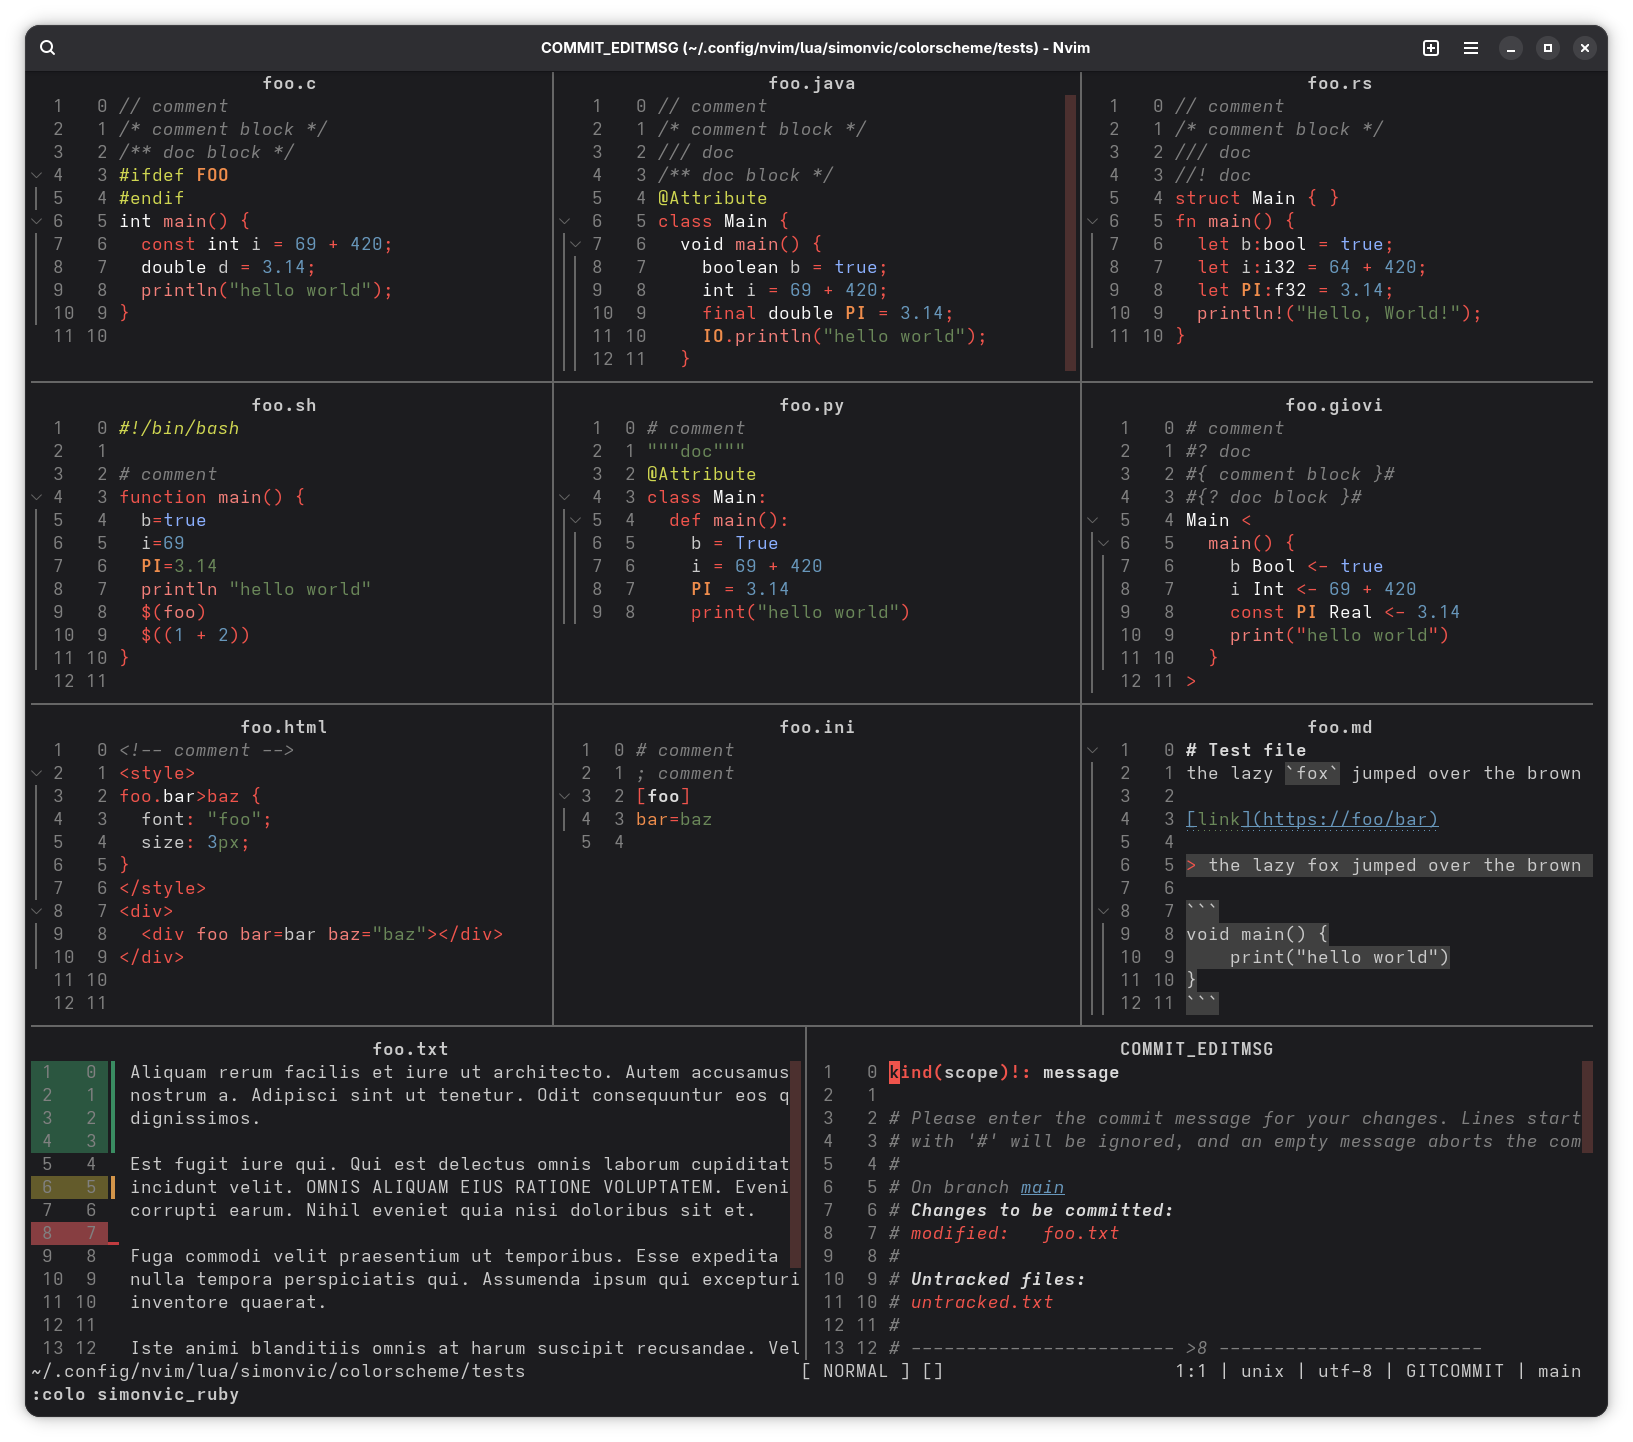 COMMIT_EDITMSG (~/.config/nvim/lua/simonvic/colorscheme/tests) - Nvim
foo.c
1 0 // comment
2 1 /* comment block */
3 2 /** doc block */
4 3 #ifdef FOO
5 4 #endif
6 5 int main() {
7 6 const int i = 69 + 420;
8 7 double d = 3.14;
9 8 println("hello world");
10 9 }
11 10
foo.java
1 0 // comment
2 1 /* comment block */
3 2 /// doc
4 3 /** doc block */
5 4 @Attribute
6 5 class Main {
7 6 void main() {
8 7 boolean b = true;
9 8 int i = 69 + 420;
10 9 final double PI = 3.14;
11 10 IO.println("hello world");
12 11 }
foo.rs
1 0 // comment
2 1 /* comment block */
3 2 /// doc
4 3 //! doc
5 4 struct Main { }
6 5 fn main() {
7 6 let b:bool = true;
8 7 let i:i32 = 64 + 420;
9 8 let PI:f32 = 3.14;
10 9 println!("Hello, World!");
11 10 }
foo.sh
1 0 #!/bin/bash
2 1
3 2 # comment
4 3 function main() {
5 4 b=true
6 5 i=69
7 6 PI=3.14
8 7 println "hello world"
9 8 $(foo)
10 9 $((1 + 2))
11 10 }
12 11
foo.py
1 0 # comment
2 1 """doc"""
3 2 @Attribute
4 3 class Main:
5 4 def main():
6 5 b = True
7 6 i = 69 + 420
8 7 PI = 3.14
9 8 print("hello world")
foo.giovi
1 0 # comment
2 1 #? doc
3 2 #{ comment block }#
4 3 #{? doc block }#
5 4 Main <
6 5 main() {
7 6 b Bool <- true
8 7 i Int <- 69 + 420
9 8 const PI Real <- 3.14
10 9 print("hello world")
11 10 }
12 11 >
foo.html
1 0 <!-- comment -->
2 1 <style>
3 2 foo.bar>baz {
4 3 font: "foo";
5 4 size: 3px;
6 5 }
7 6 </style>
8 7 <div>
9 8 <div foo bar=bar baz="baz"></div>
10 9 </div>
11 10
12 11
foo.ini
1 0 # comment
2 1 ; comment
3 2 [foo]
4 3 bar=baz
5 4
foo.md
1 0 # Test file
2 1 the lazy `fox` jumped over the brown
3 2
4 3 [link](https://foo/bar)
5 4
6 5 > the lazy fox jumped over the brown
7 6
8 7 ```
9 8 void main() {
10 9 print("hello world")
11 10 }
12 11 ```
foo.txt
1 0 Aliquam rerum facilis et iure ut architecto. Autem accusamus
2 1 nostrum a. Adipisci sint ut tenetur. Odit consequuntur eos q
3 2 dignissimos.
4 3
5 4 Est fugit iure qui. Qui est delectus omnis laborum cupiditat
6 5 incidunt velit. OMNIS ALIQUAM EIUS RATIONE VOLUPTATEM. Eveni
7 6 corrupti earum. Nihil eveniet quia nisi doloribus sit et.
8 7
9 8 Fuga commodi velit praesentium ut temporibus. Esse expedita
10 9 nulla tempora perspiciatis qui. Assumenda ipsum qui excepturi
11 10 inventore quaerat.
12 11
13 12 Iste animi blanditiis omnis at harum suscipit recusandae. Vel
COMMIT_EDITMSG
1 0 kind(scope)!: message
2 1
3 2 # Please enter the commit message for your changes. Lines start
4 3 # with '#' will be ignored, and an empty message aborts the com
5 4 #
6 5 # On branch main
7 6 # Changes to be committed:
8 7 # modified: foo.txt
9 8 #
10 9 # Untracked files:
11 10 # untracked.txt
12 11 #
13 12 # ------------------------ >8 ------------------------
~/.config/nvim/lua/simonvic/colorscheme/tests [ NORMAL ] [] 1:1 | unix | utf-8 | GITCOMMIT | main
:colo simonvic_ruby